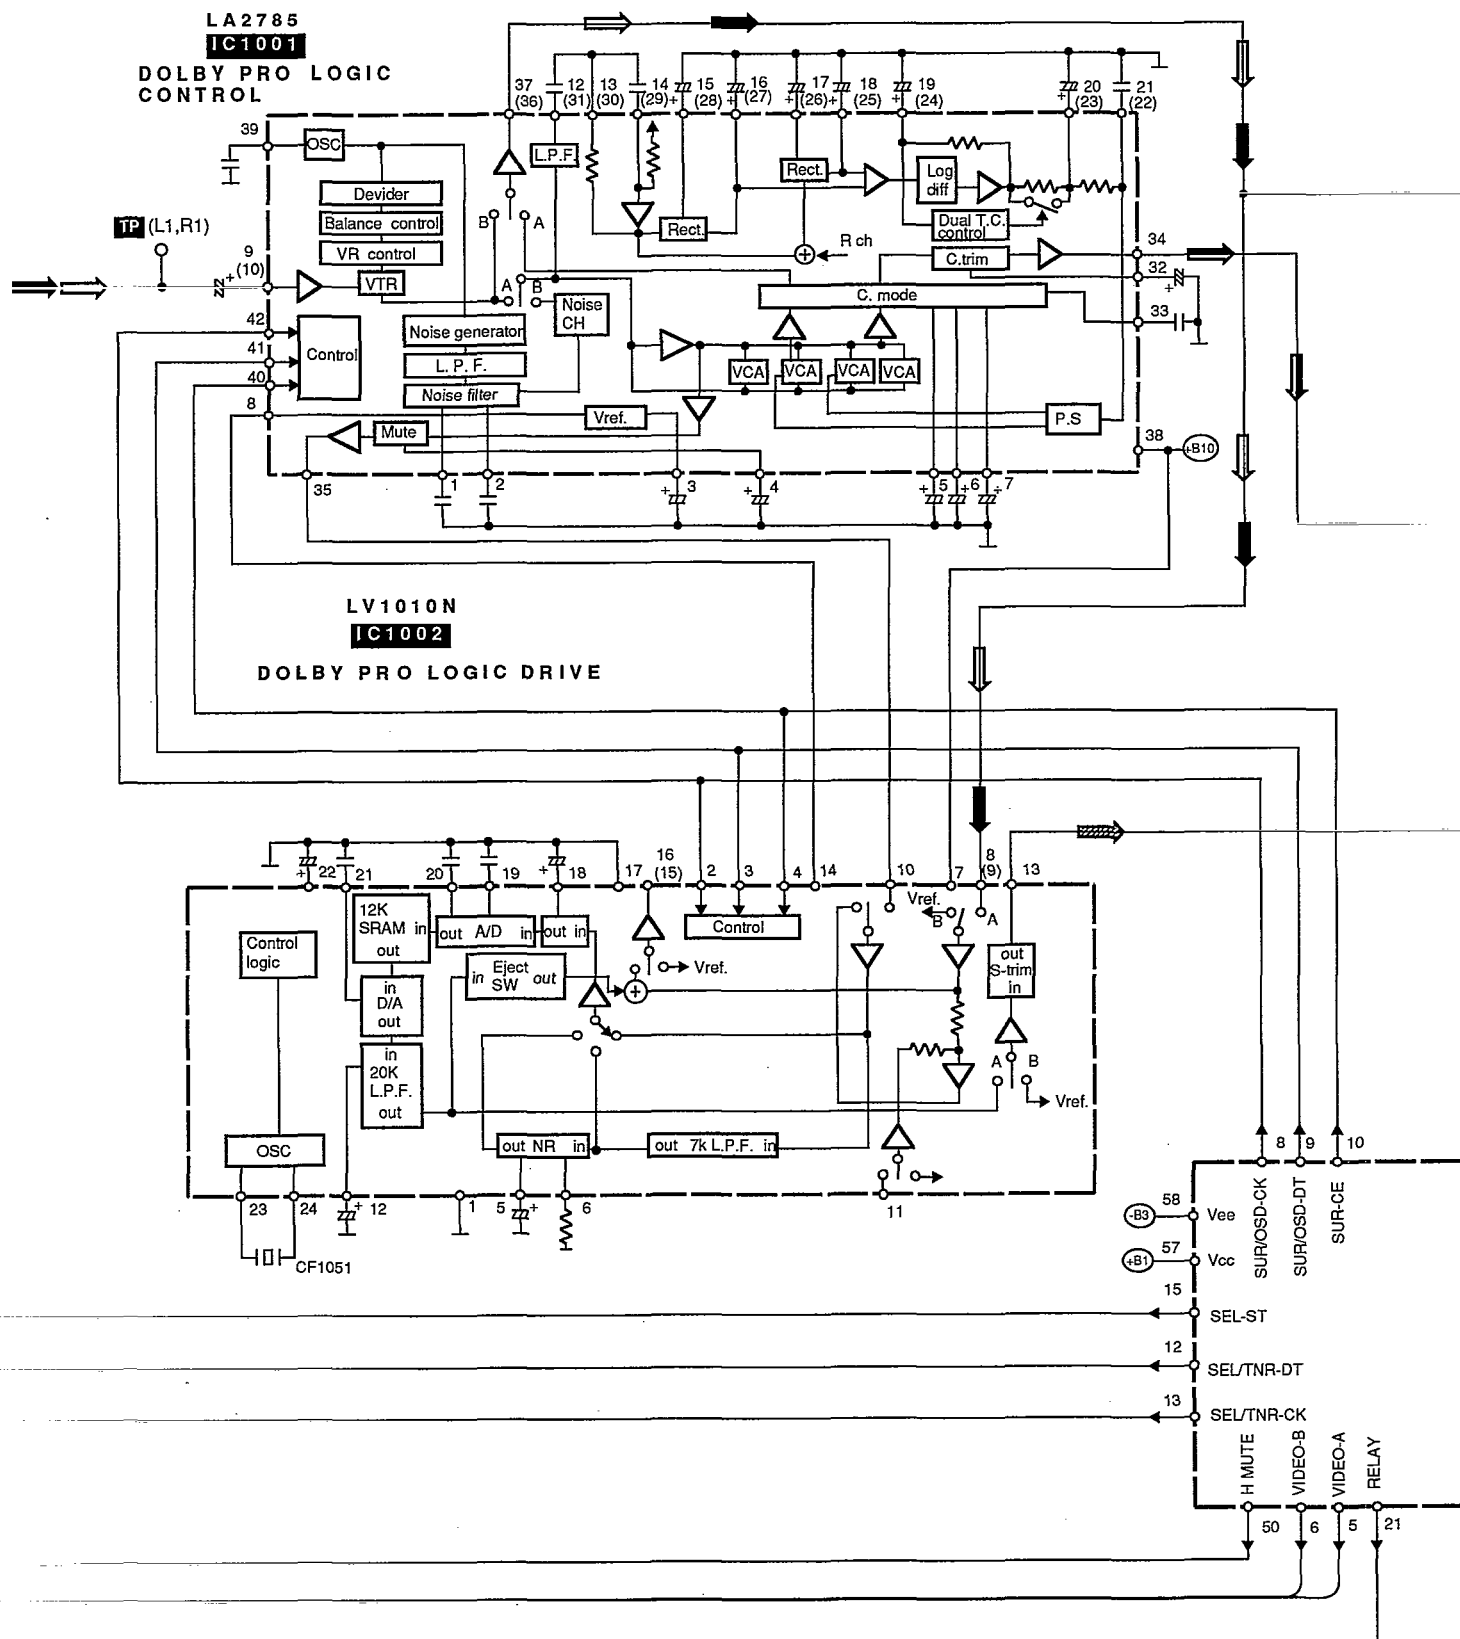 LA2785
IC1001
DOLBY PRO LOGIC
CONTROL
37
(36)
12
(31)
13
(30)
14
(29)
15
(28)
16
(27)
17
(26)
18
(25)
19
(24)
20
(23)
21
(22)
39
OSC
L.P.F.
Devider
Balance control
VR control
VTR
TP (L1,R1)
9
(10)
B
A
Rect.
Rect.
Log
diff
Dual T.C.
control
R ch
C.trim
34
32
33
C. mode
A
B
Noise
CH
42
41
40
8
Control
Noise generator
L. P. F.
Noise filter
VCA
VCA
VCA
VCA
Vref.
P.S
Mute
38
+B10
35
1
2
3
4
5
6
7
LV1010N
IC1002
DOLBY PRO LOGIC DRIVE
22
21
20
19
18
17
16
(15)
2
3
4
14
10
7
8
(9)
13
12K
SRAM in
out
out A/D in
out in
Control
Vref.
B
A
Control
logic
in Eject out
SW
Vref.
out
S-trim
in
in
D/A
out
in
20K
L.P.F.
out
A
B
Vref.
OSC
out NR in
out 7k L.P.F. in
23
24
12
1
5
6
11
CF1051
8
9
10
SUR/OSD-CK
SUR/OSD-DT
SUR-CE
-B3
58
Vee
+B1
57
Vcc
15
SEL-ST
12
SEL/TNR-DT
13
SEL/TNR-CK
H MUTE
VIDEO-B
VIDEO-A
RELAY
50
6
5
21